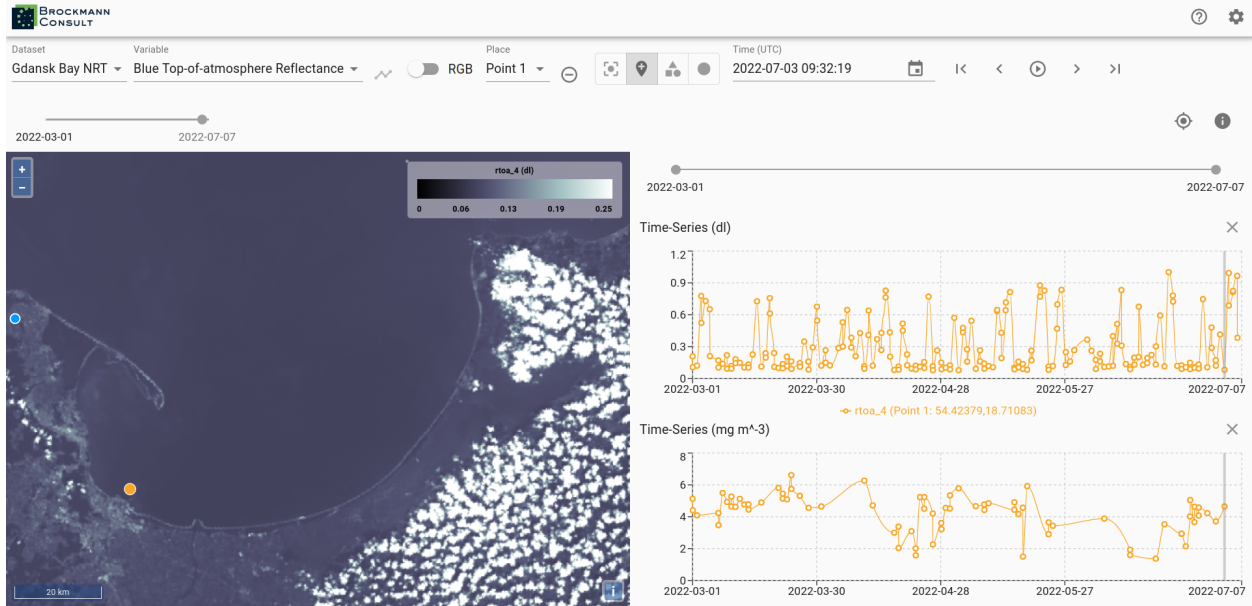 BROCKMANN
CONSULT
Dataset
Gdansk Bay NRT
Variable
Blue Top-of-atmosphere Reflectance
RGB
Place
Point 1
Time (UTC)
2022-07-03 09:32:19
2022-03-01
2022-07-07
+
−
rtoa_4 (dl)
0 0.06 0.13 0.19 0.25
20 km
i
2022-03-01
2022-07-07
Time-Series (dl)
1.2
0.9
0.6
0.3
0
2022-03-01 2022-03-30 2022-04-28 2022-05-27 2022-07-07
rtoa_4 (Point 1: 54.42379,18.71083)
Time-Series (mg m^-3)
8
6
4
2
0
2022-03-01 2022-03-30 2022-04-28 2022-05-27 2022-07-07